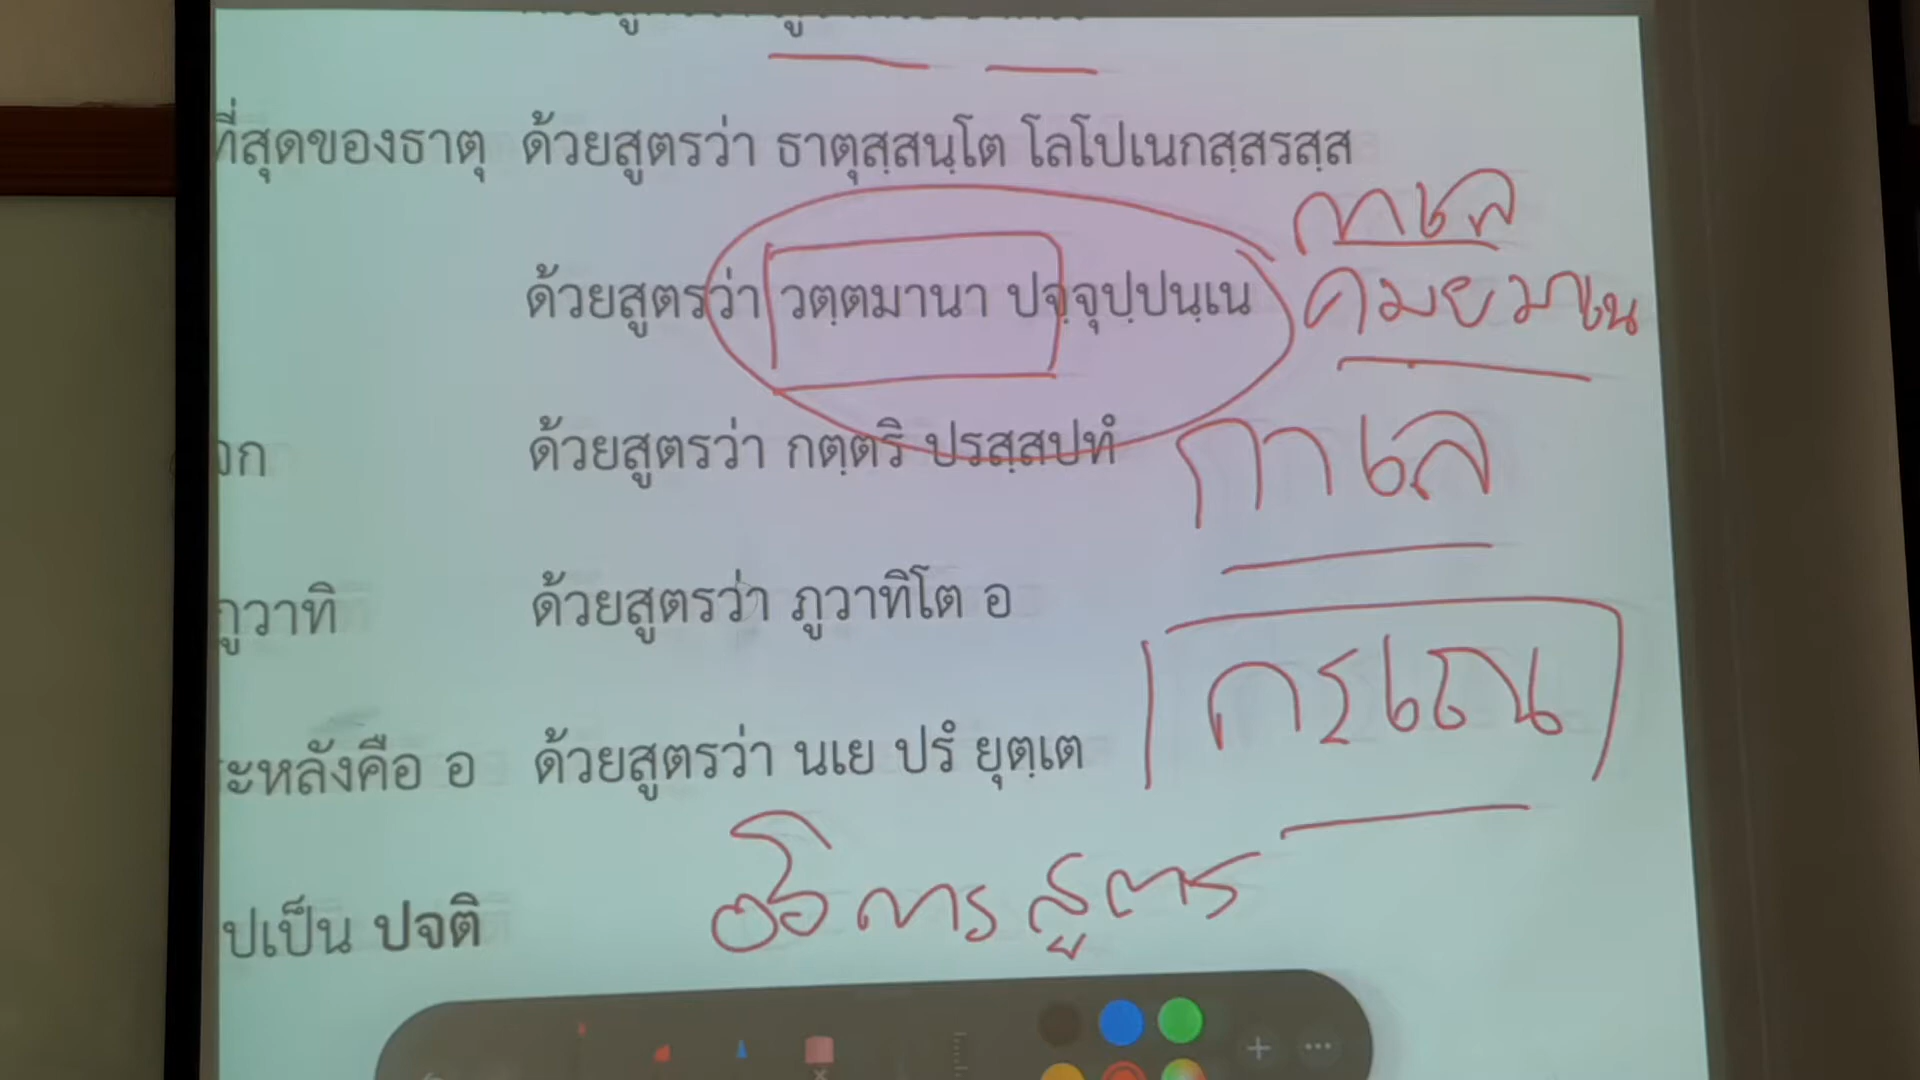 ที่สุดของธาตุ ด้วยสูตรว่า ธาตุสฺสนฺโต โลโปเนกสฺสรสฺส
กาเล
ด้วยสูตรว่า วตฺตมานา ปจฺจุปฺปนฺเน
คมยมาเน
ด้วยสูตรว่า กตฺตริ ปรสฺสปทํ
กาเล
ภูวาทิ ด้วยสูตรว่า ภูวาทิโต อ
การเณ
ะหลังคือ อ ด้วยสูตรว่า นเย ปรํ ยุตฺเต
ปเป็น ปจติ
อธิการสูตร